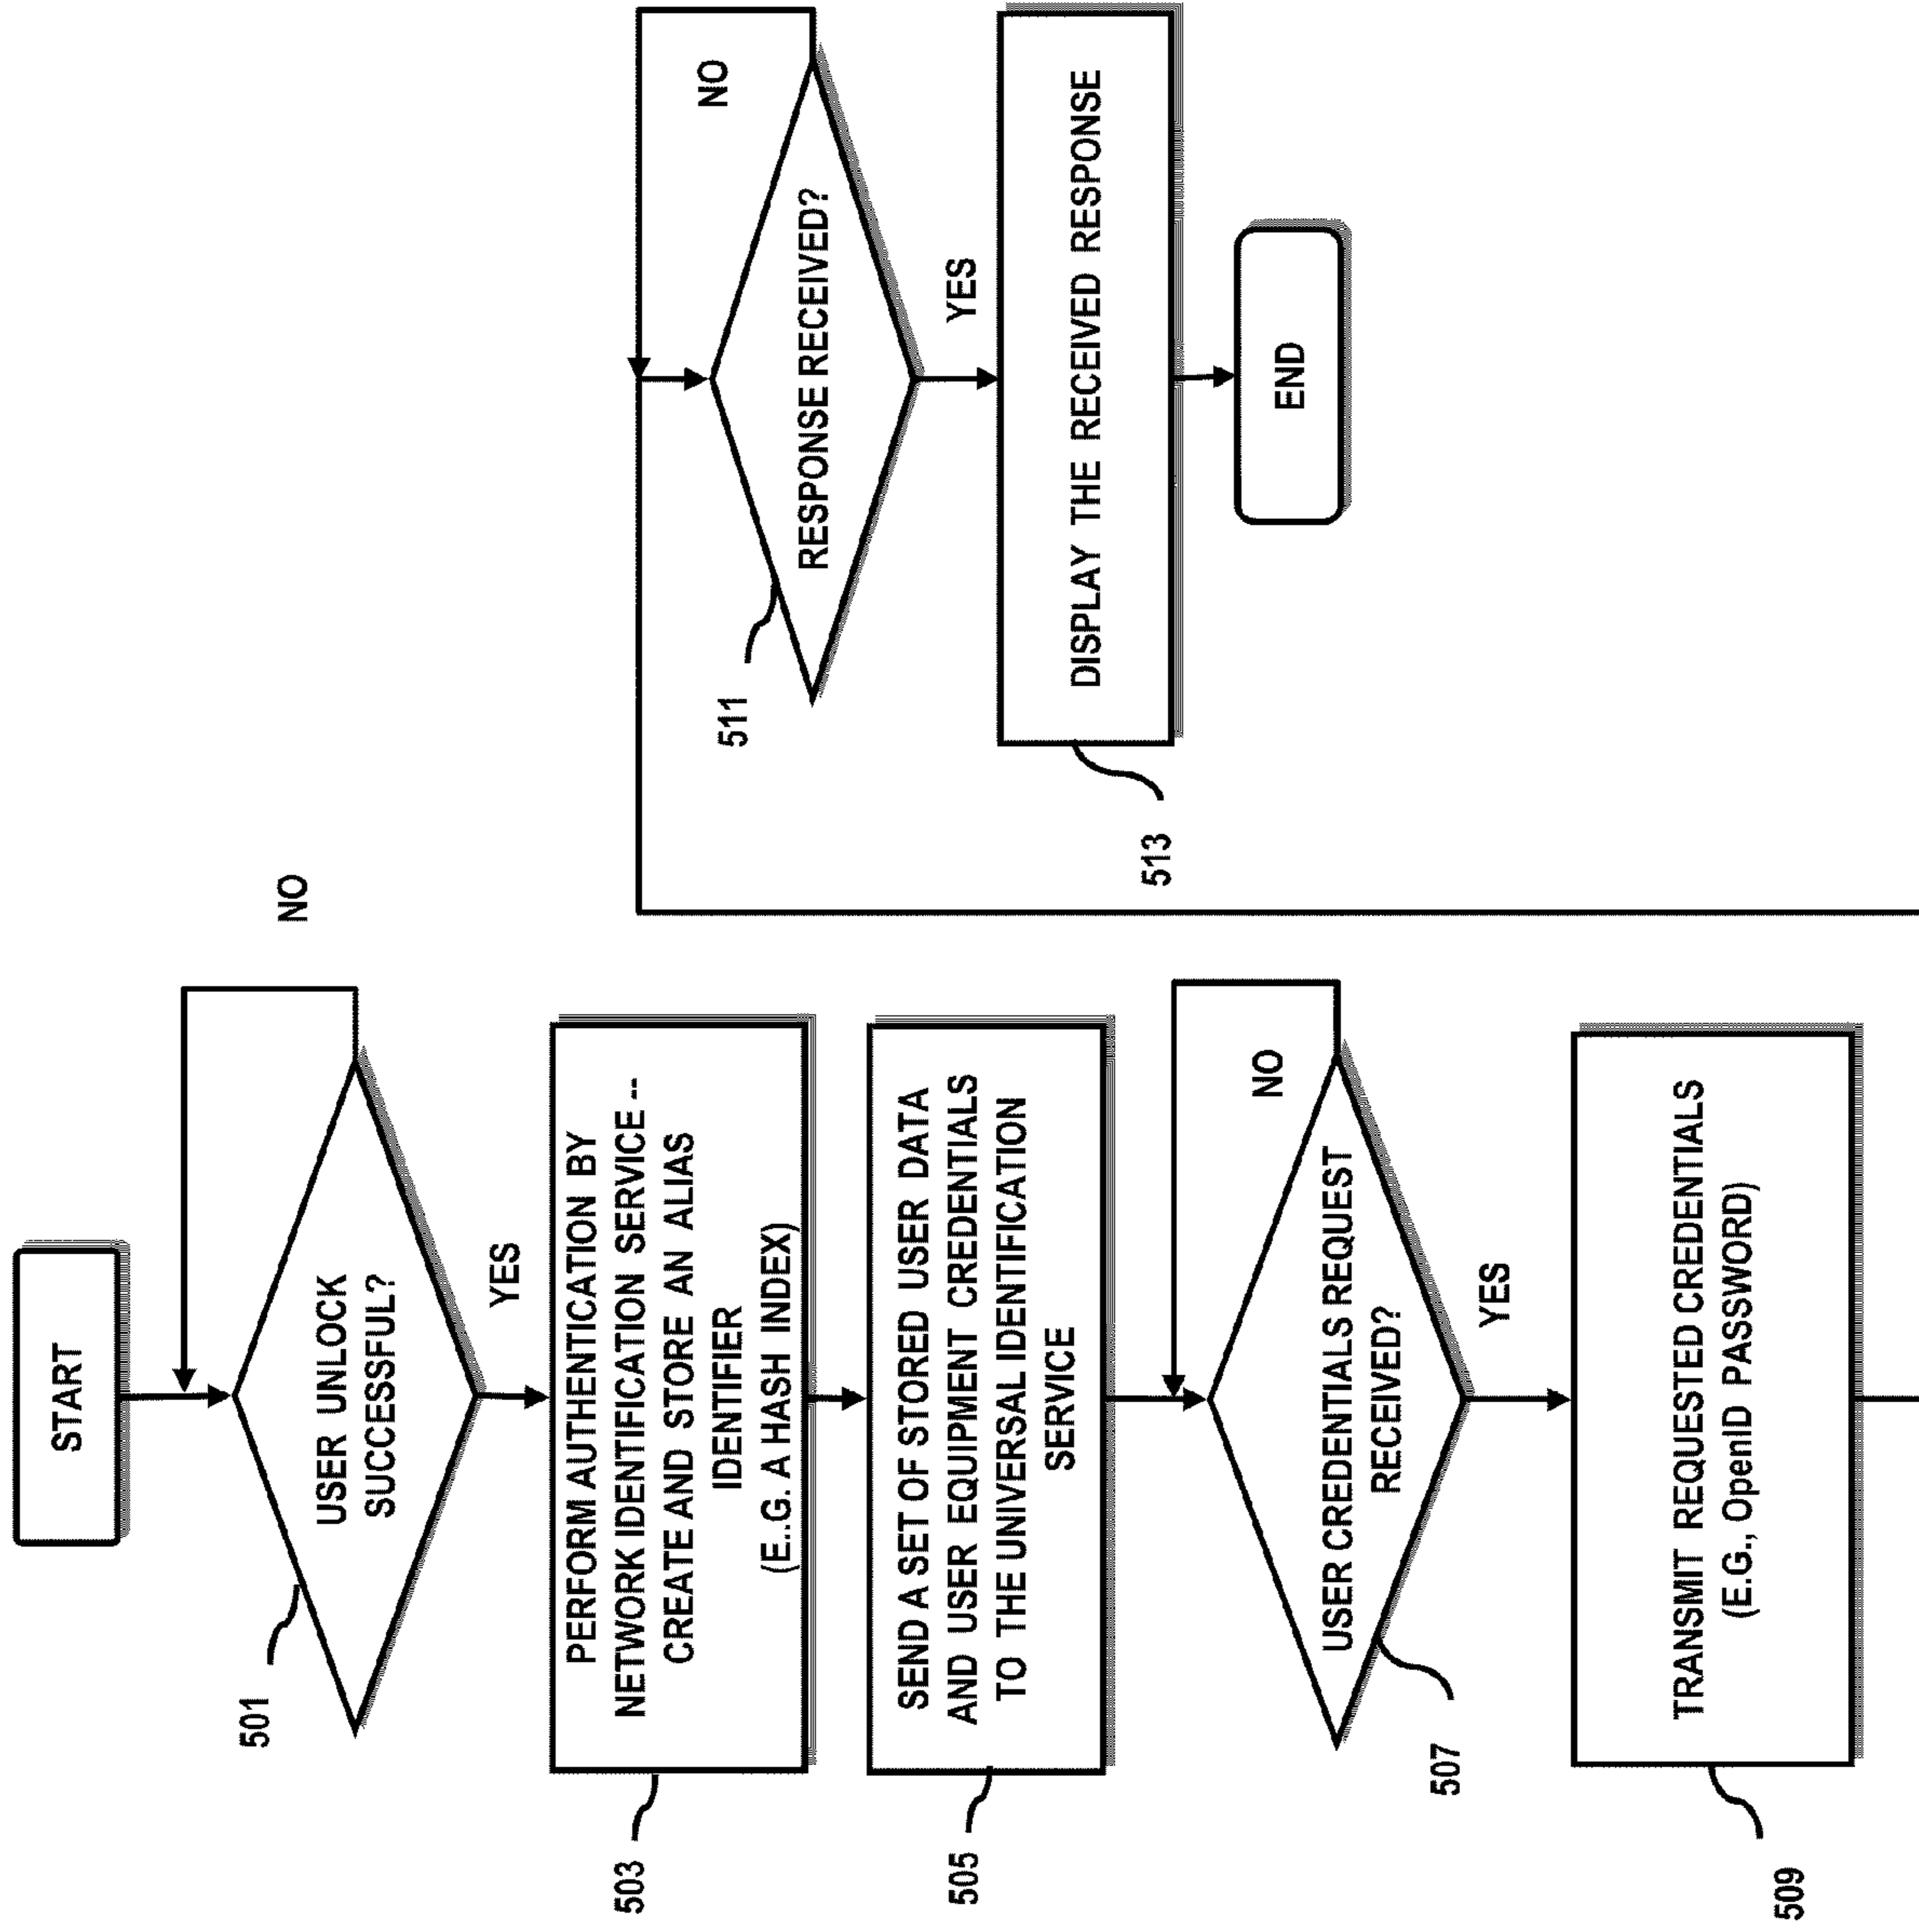 START
USER UNLOCK
SUCCESSFUL?
NO
501
YES
PERFORM AUTHENTICATION BY
NETWORK IDENTIFICATION SERVICE --
CREATE AND STORE AN ALIAS
IDENTIFIER
(E..G. A HASH INDEX)
503
SEND A SET OF STORED USER DATA
AND USER EQUIPMENT CREDENTIALS
TO THE UNIVERSAL IDENTIFICATION
SERVICE
505
NO
USER CREDENTIALS REQUEST
RECEIVED?
507
YES
TRANSMIT REQUESTED CREDENTIALS
(E.G., OpenID PASSWORD)
509
NO
RESPONSE RECEIVED?
511
YES
DISPLAY THE RECEIVED RESPONSE
513
END